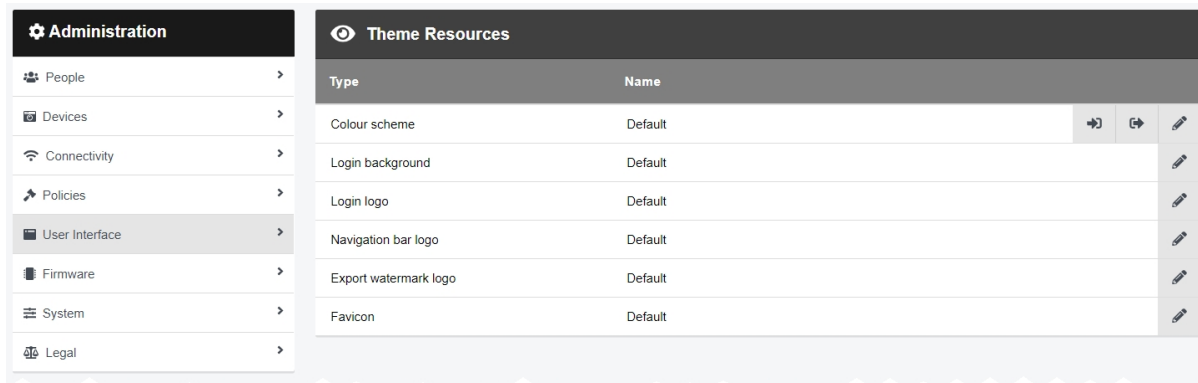 Administration
People
Devices
Connectivity
Policies
User Interface
Firmware
System
Legal
Theme Resources
Type Name
Colour scheme Default
Login background Default
Login logo Default
Navigation bar logo Default
Export watermark logo Default
Favicon Default